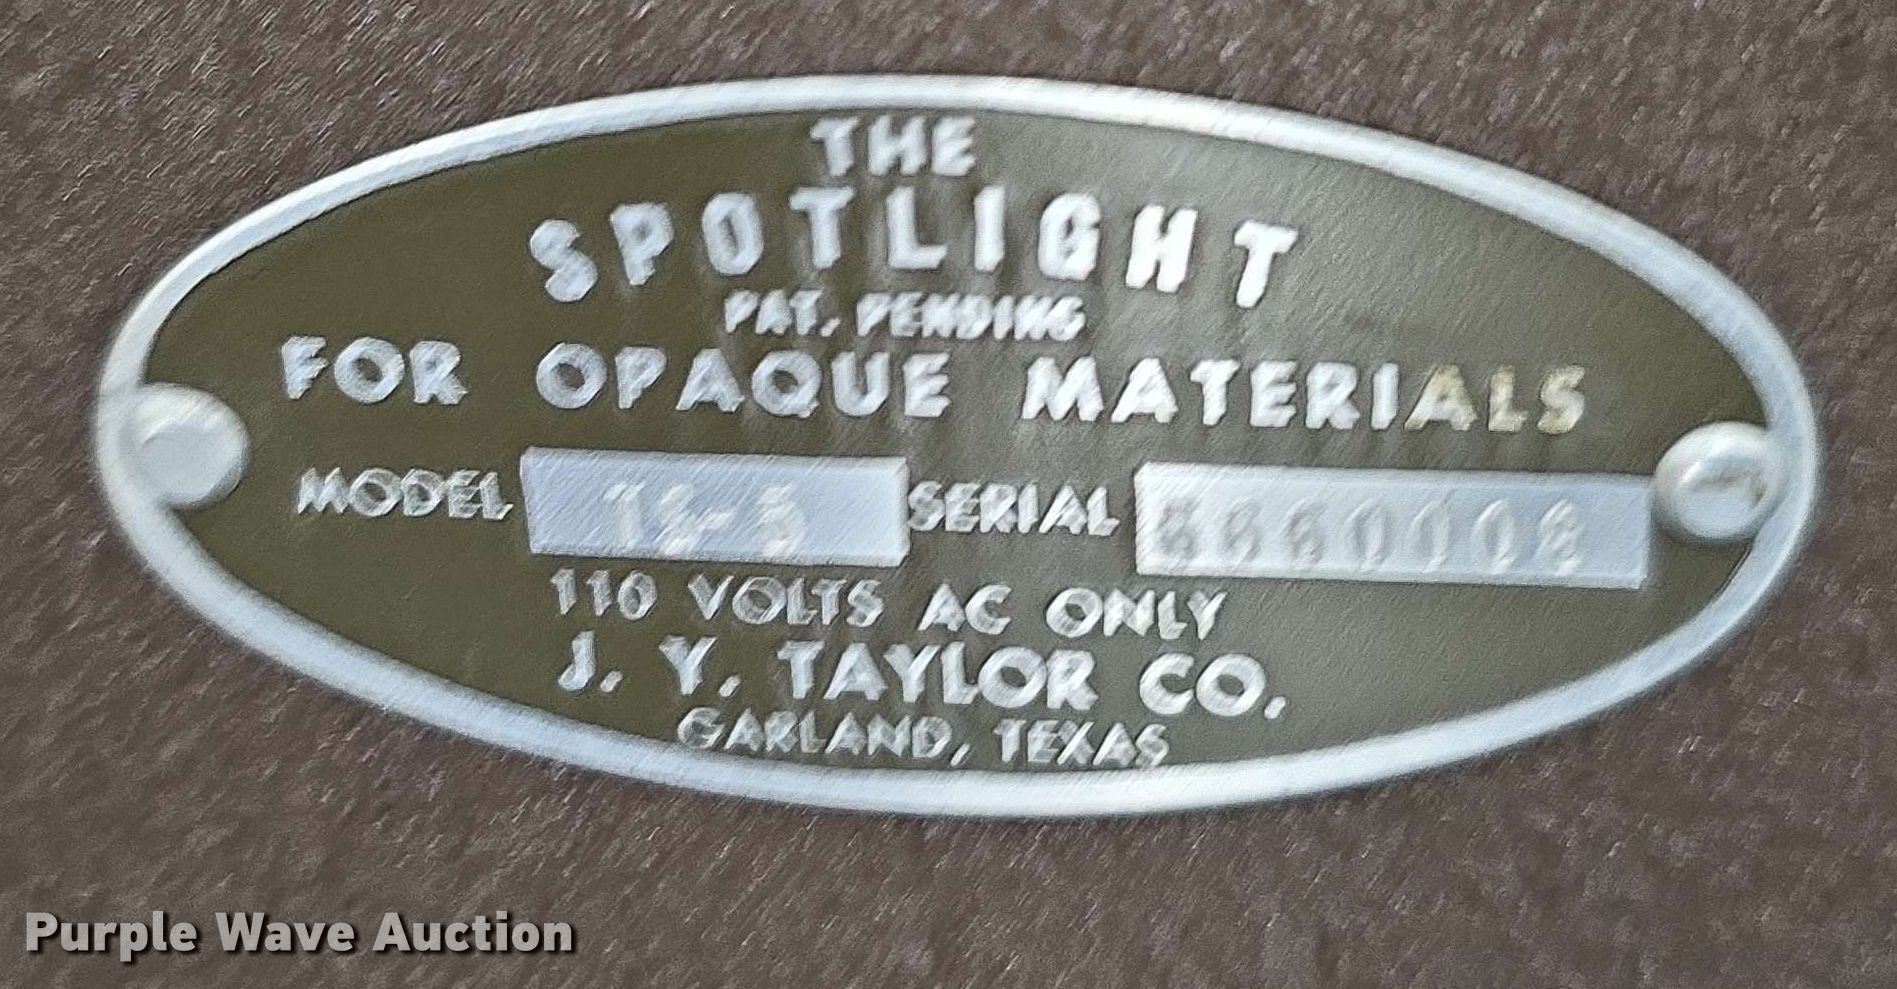 THE
SPOTLIGHT
PAT. PENDING
FOR OPAQUE MATERIALS
MODEL SERIAL
110 VOLTS AC ONLY
J. Y. TAYLOR CO.
GARLAND, TEXAS
Purple Wave Auction